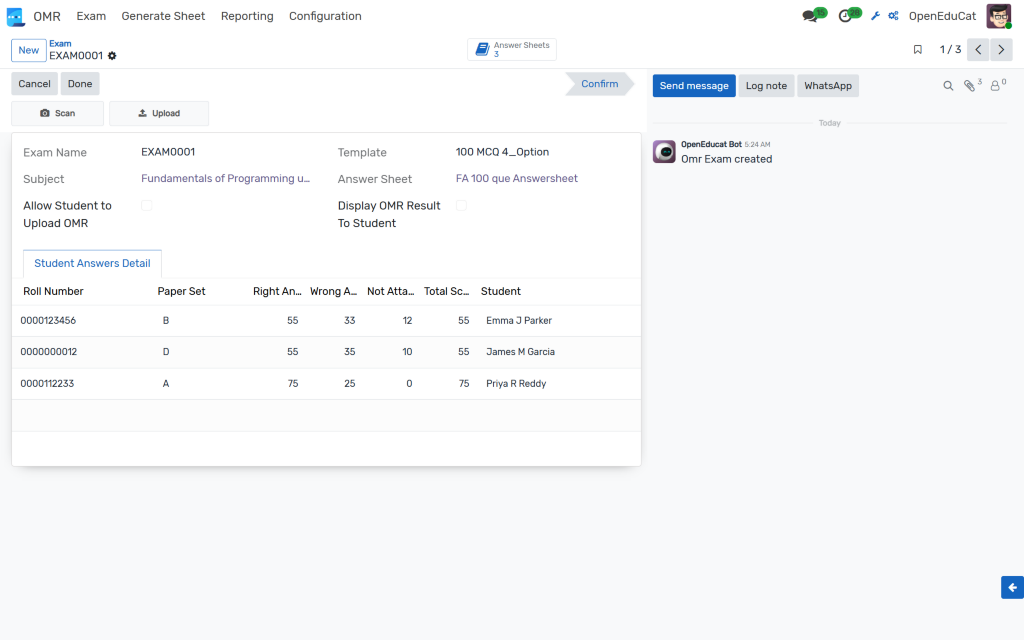 OMR Exam Generate Sheet Reporting Configuration 15 28 OpenEduCat
New Exam
EXAM0001
Answer Sheets
3
1 / 3
Cancel Done Confirm
Scan Upload
Exam Name EXAM0001 Template 100 MCQ 4_Option
Subject Fundamentals of Programming u... Answer Sheet FA 100 que Answersheet
Allow Student to
Upload OMR
Display OMR Result
To Student
Student Answers Detail
Roll Number Paper Set Right An... Wrong A... Not Atta... Total Sc... Student
0000123456 B 55 33 12 55 Emma J Parker
0000000012 D 55 35 10 55 James M Garcia
0000112233 A 75 25 0 75 Priya R Reddy
Send message Log note WhatsApp 3 0
Today
OpenEducat Bot 5:24 AM
Omr Exam created